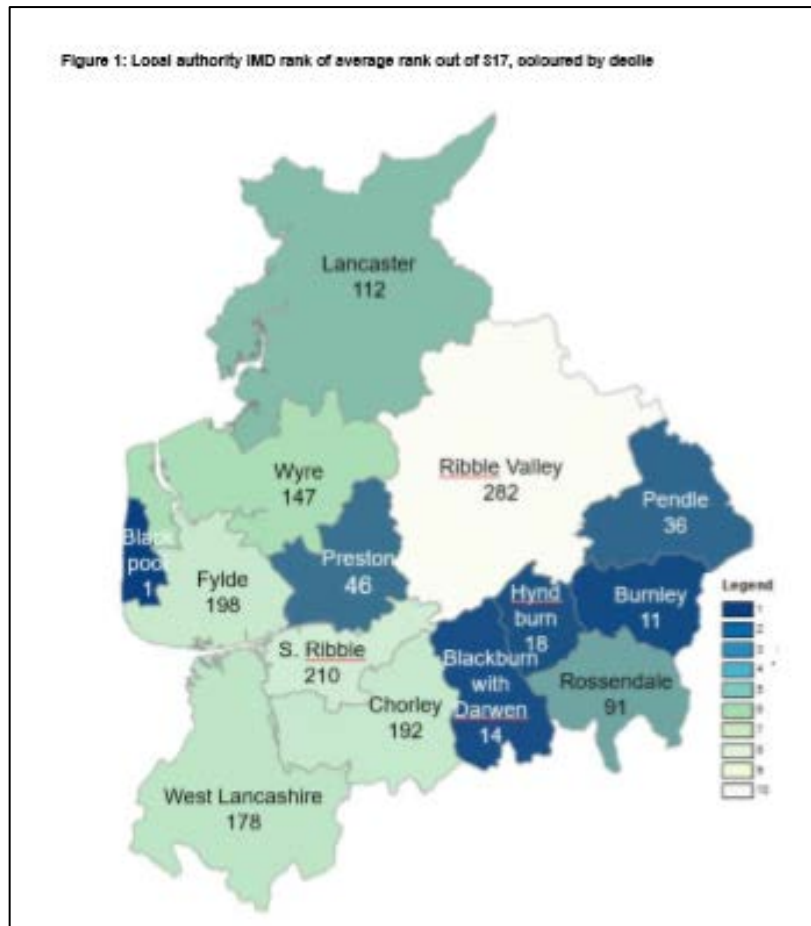 Figure 1: Local authority IMD rank of average rank out of 317, coloured by decile
Lancaster
112
Wyre
147
Ribble Valley
282
Pendle
36
Black
pool
1
Fylde
198
Preston
46
Hynd
burn
18
Burnley
11
S. Ribble
210
Blackburn
with
Darwen
14
Rossendale
91
Chorley
192
West Lancashire
178
Legend
1
2
3
4
5
6
7
8
9
10